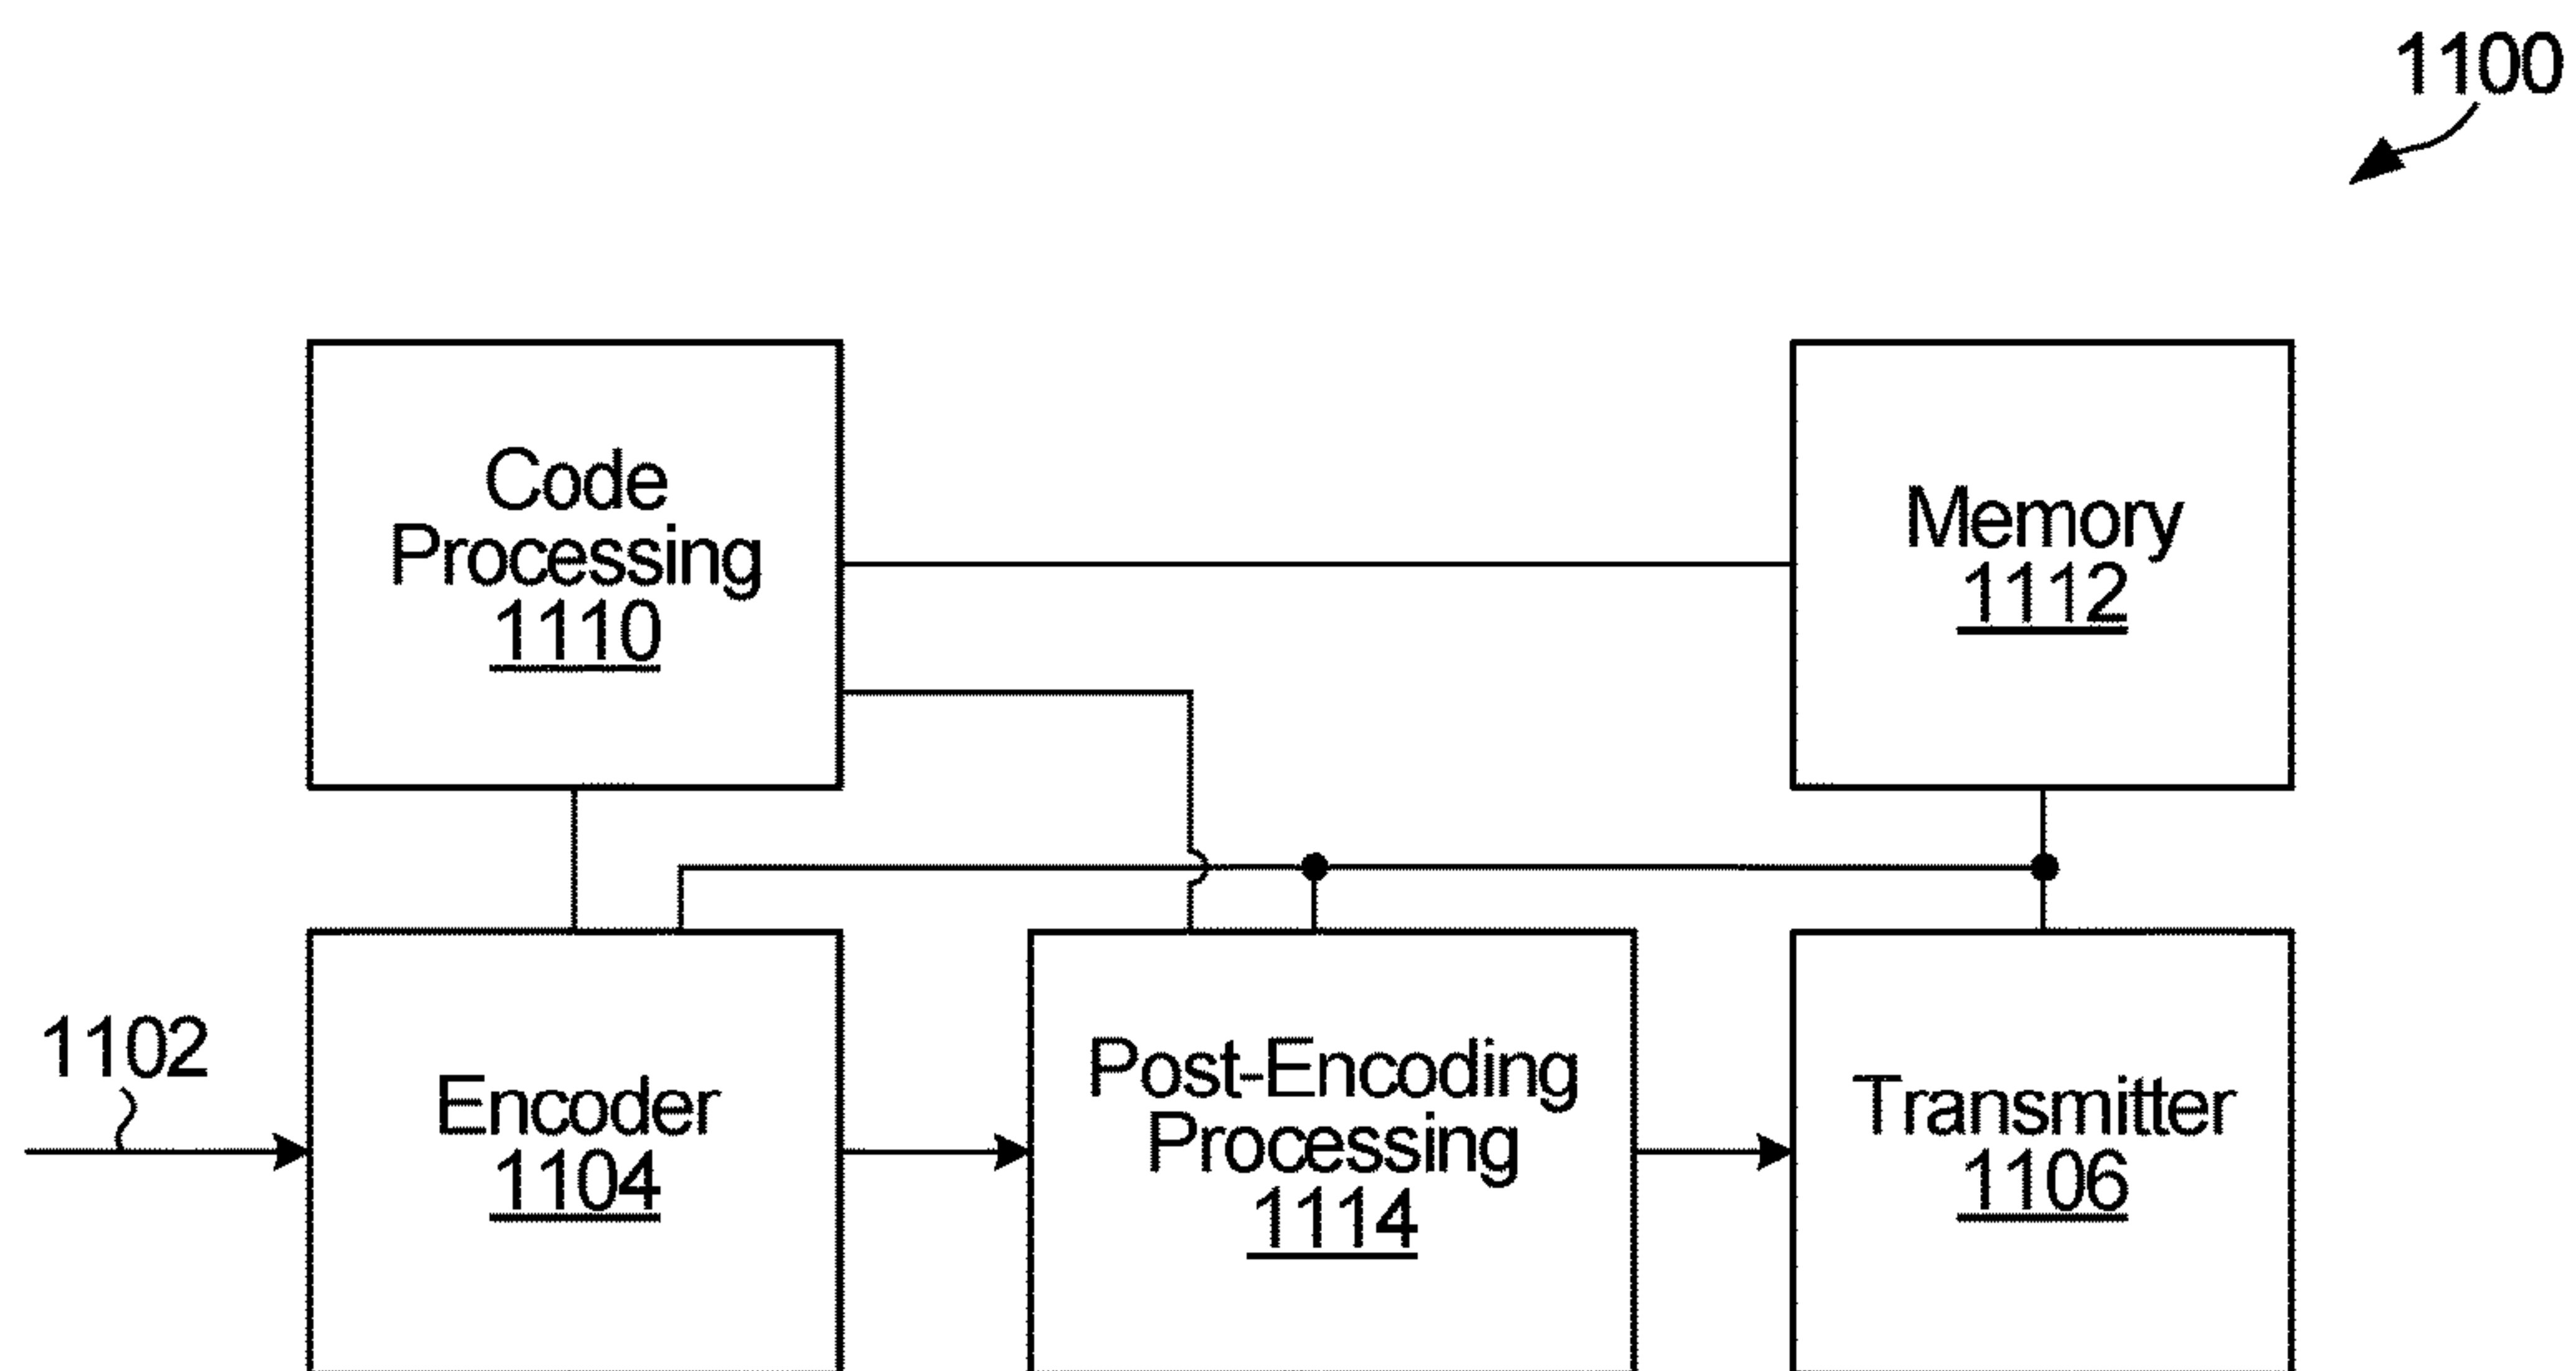 1100
Code
Processing
1110
Memory
1112
1102
Encoder
1104
Post-Encoding
Processing
1114
Transmitter
1106